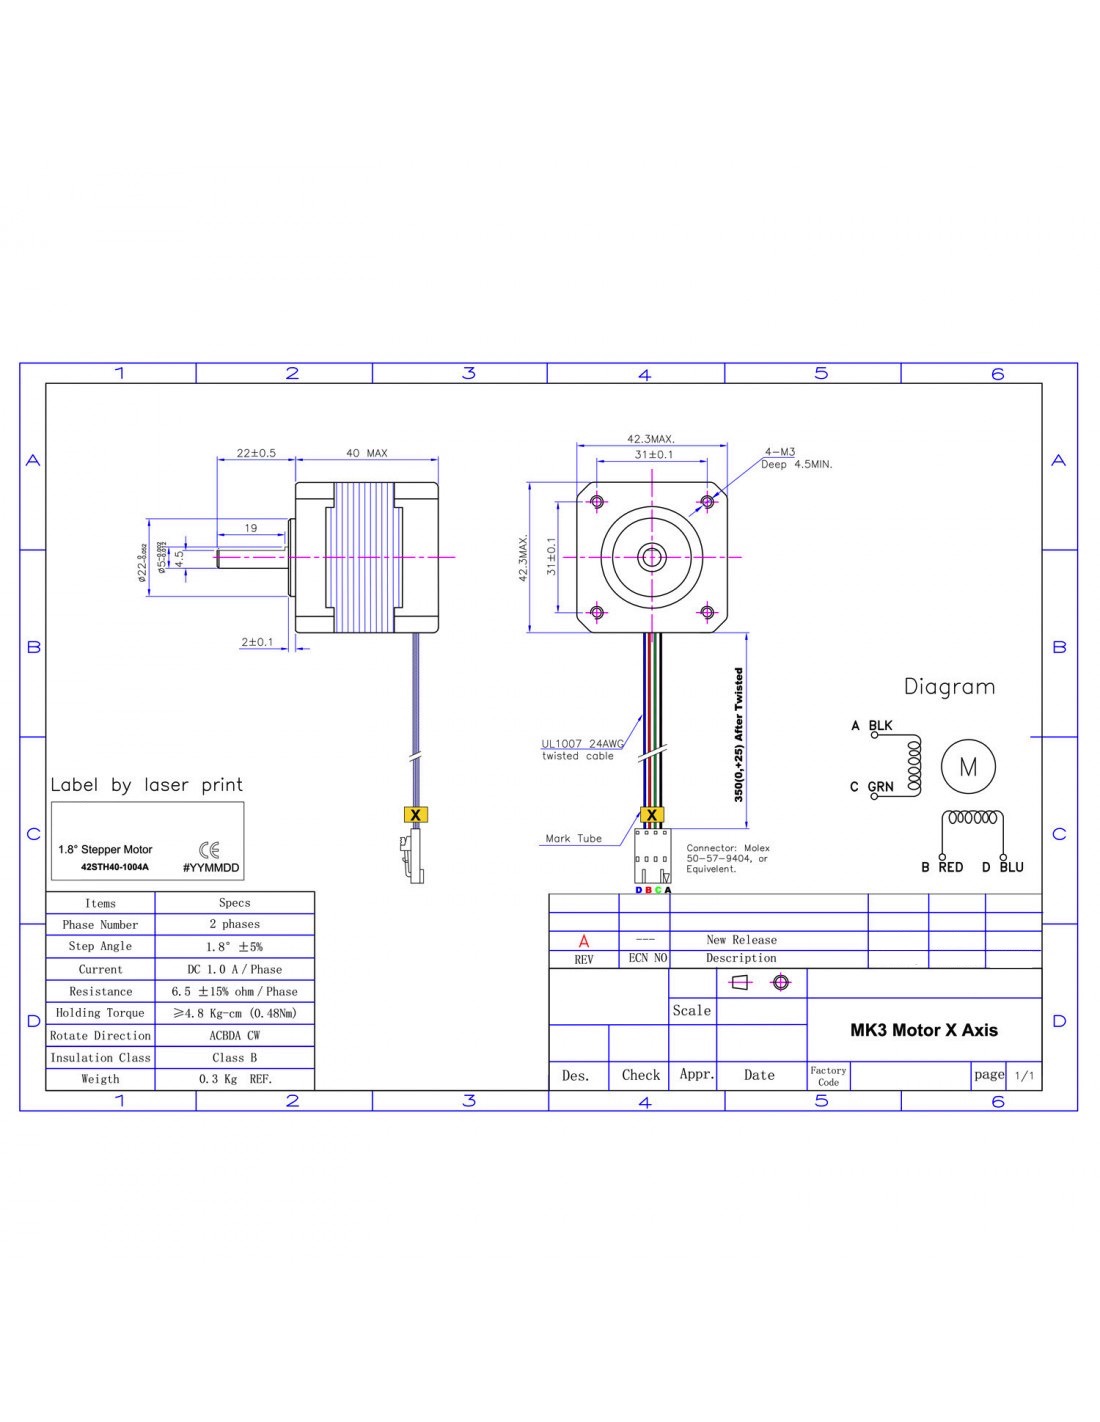 1 2 3 4 5 6
A A
B B
C C
D D
22±0.5
40 MAX
19
ø22-0.052
4.5
2±0.1
42.3MAX.
31±0.1
4-M3
Deep 4.5MIN.
42.3MAX.
31±0.1
350(0,+25) After Twisted
UL1007 24AWG
twisted cable
X
X
Mark Tube
Connector: Molex
50-57-9404, or
Equivelent.
D B C A
Diagram
A BLK
C GRN
M
B RED D BLU
Label by laser print
1.8° Stepper Motor
42STH40-1004A
CE
#YYMMDD
Items Specs
Phase Number 2 phases
Step Angle 1.8° ±5%
Current DC 1.0 A/Phase
Resistance 6.5 ±15% ohm/Phase
Holding Torque ≥4.8 Kg-cm (0.48Nm)
Rotate Direction ACBDA CW
Insulation Class Class B
Weigth 0.3 Kg REF.
A --- New Release
REV ECN NO Description
Scale
MK3 Motor X Axis
Des. Check Appr. Date Factory
Code
page 1/1
1 2 3 4 5 6